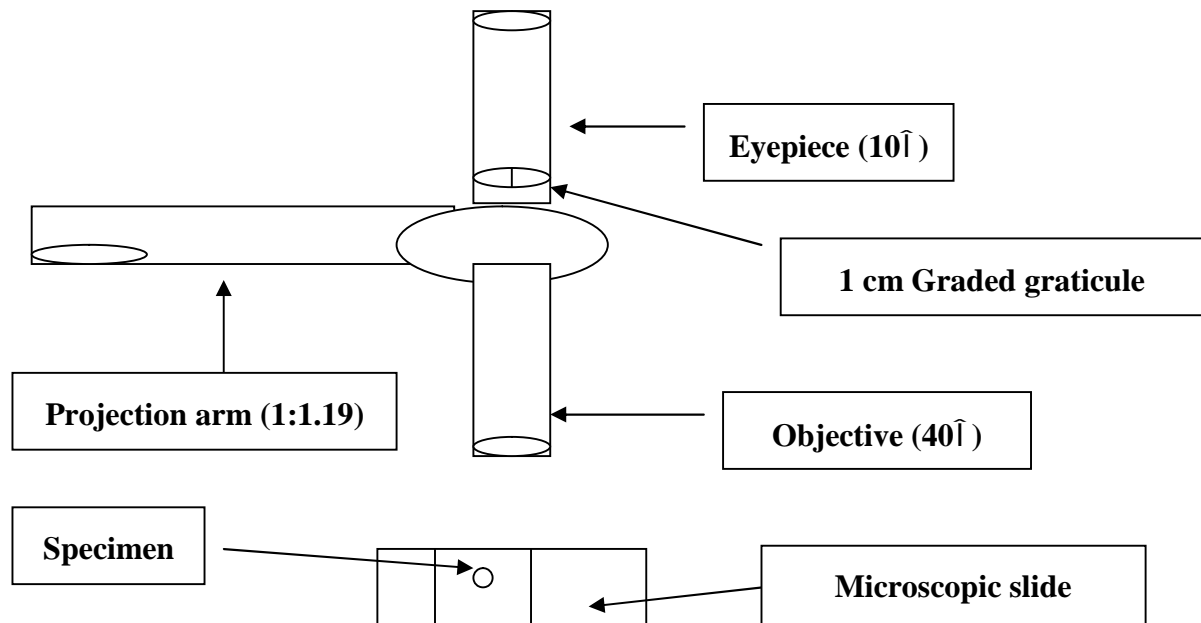 Eyepiece (10Î)
1 cm Graded graticule
Projection arm (1:1.19)
Objective (40Î)
Specimen
Microscopic slide